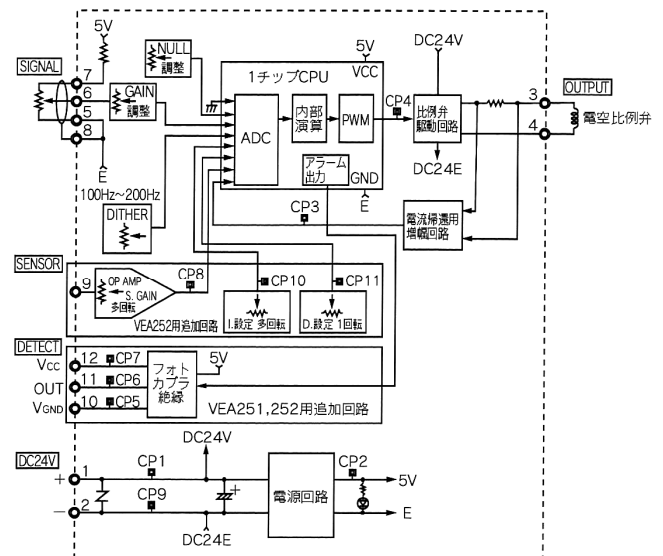 5V
SIGNAL
7
6
5
8
E
GAIN
調整
NULL
調整
100Hz~200Hz
DITHER
1チップCPU
5V
VCC
ADC
内部
演算
PWM
アラーム
出力
GND
E
CP4
DC24V
比例弁
駆動回路
DC24E
3
4
OUTPUT
電空比例弁
CP3
電流帰還用
増幅回路
SENSOR
9
OP AMP
S. GAIN
多回転
CP8
VEA252用追加回路
CP10
I.設定 多回転
CP11
D.設定 1回転
DETECT
VCC
12
CP7
OUT
11
CP6
VGND
10
CP5
フォト
カプラ
絶縁
5V
VEA251,252用追加回路
DC24V
+
1
CP1
DC24V
−
2
CP9
+
DC24E
電源回路
CP2
5V
E